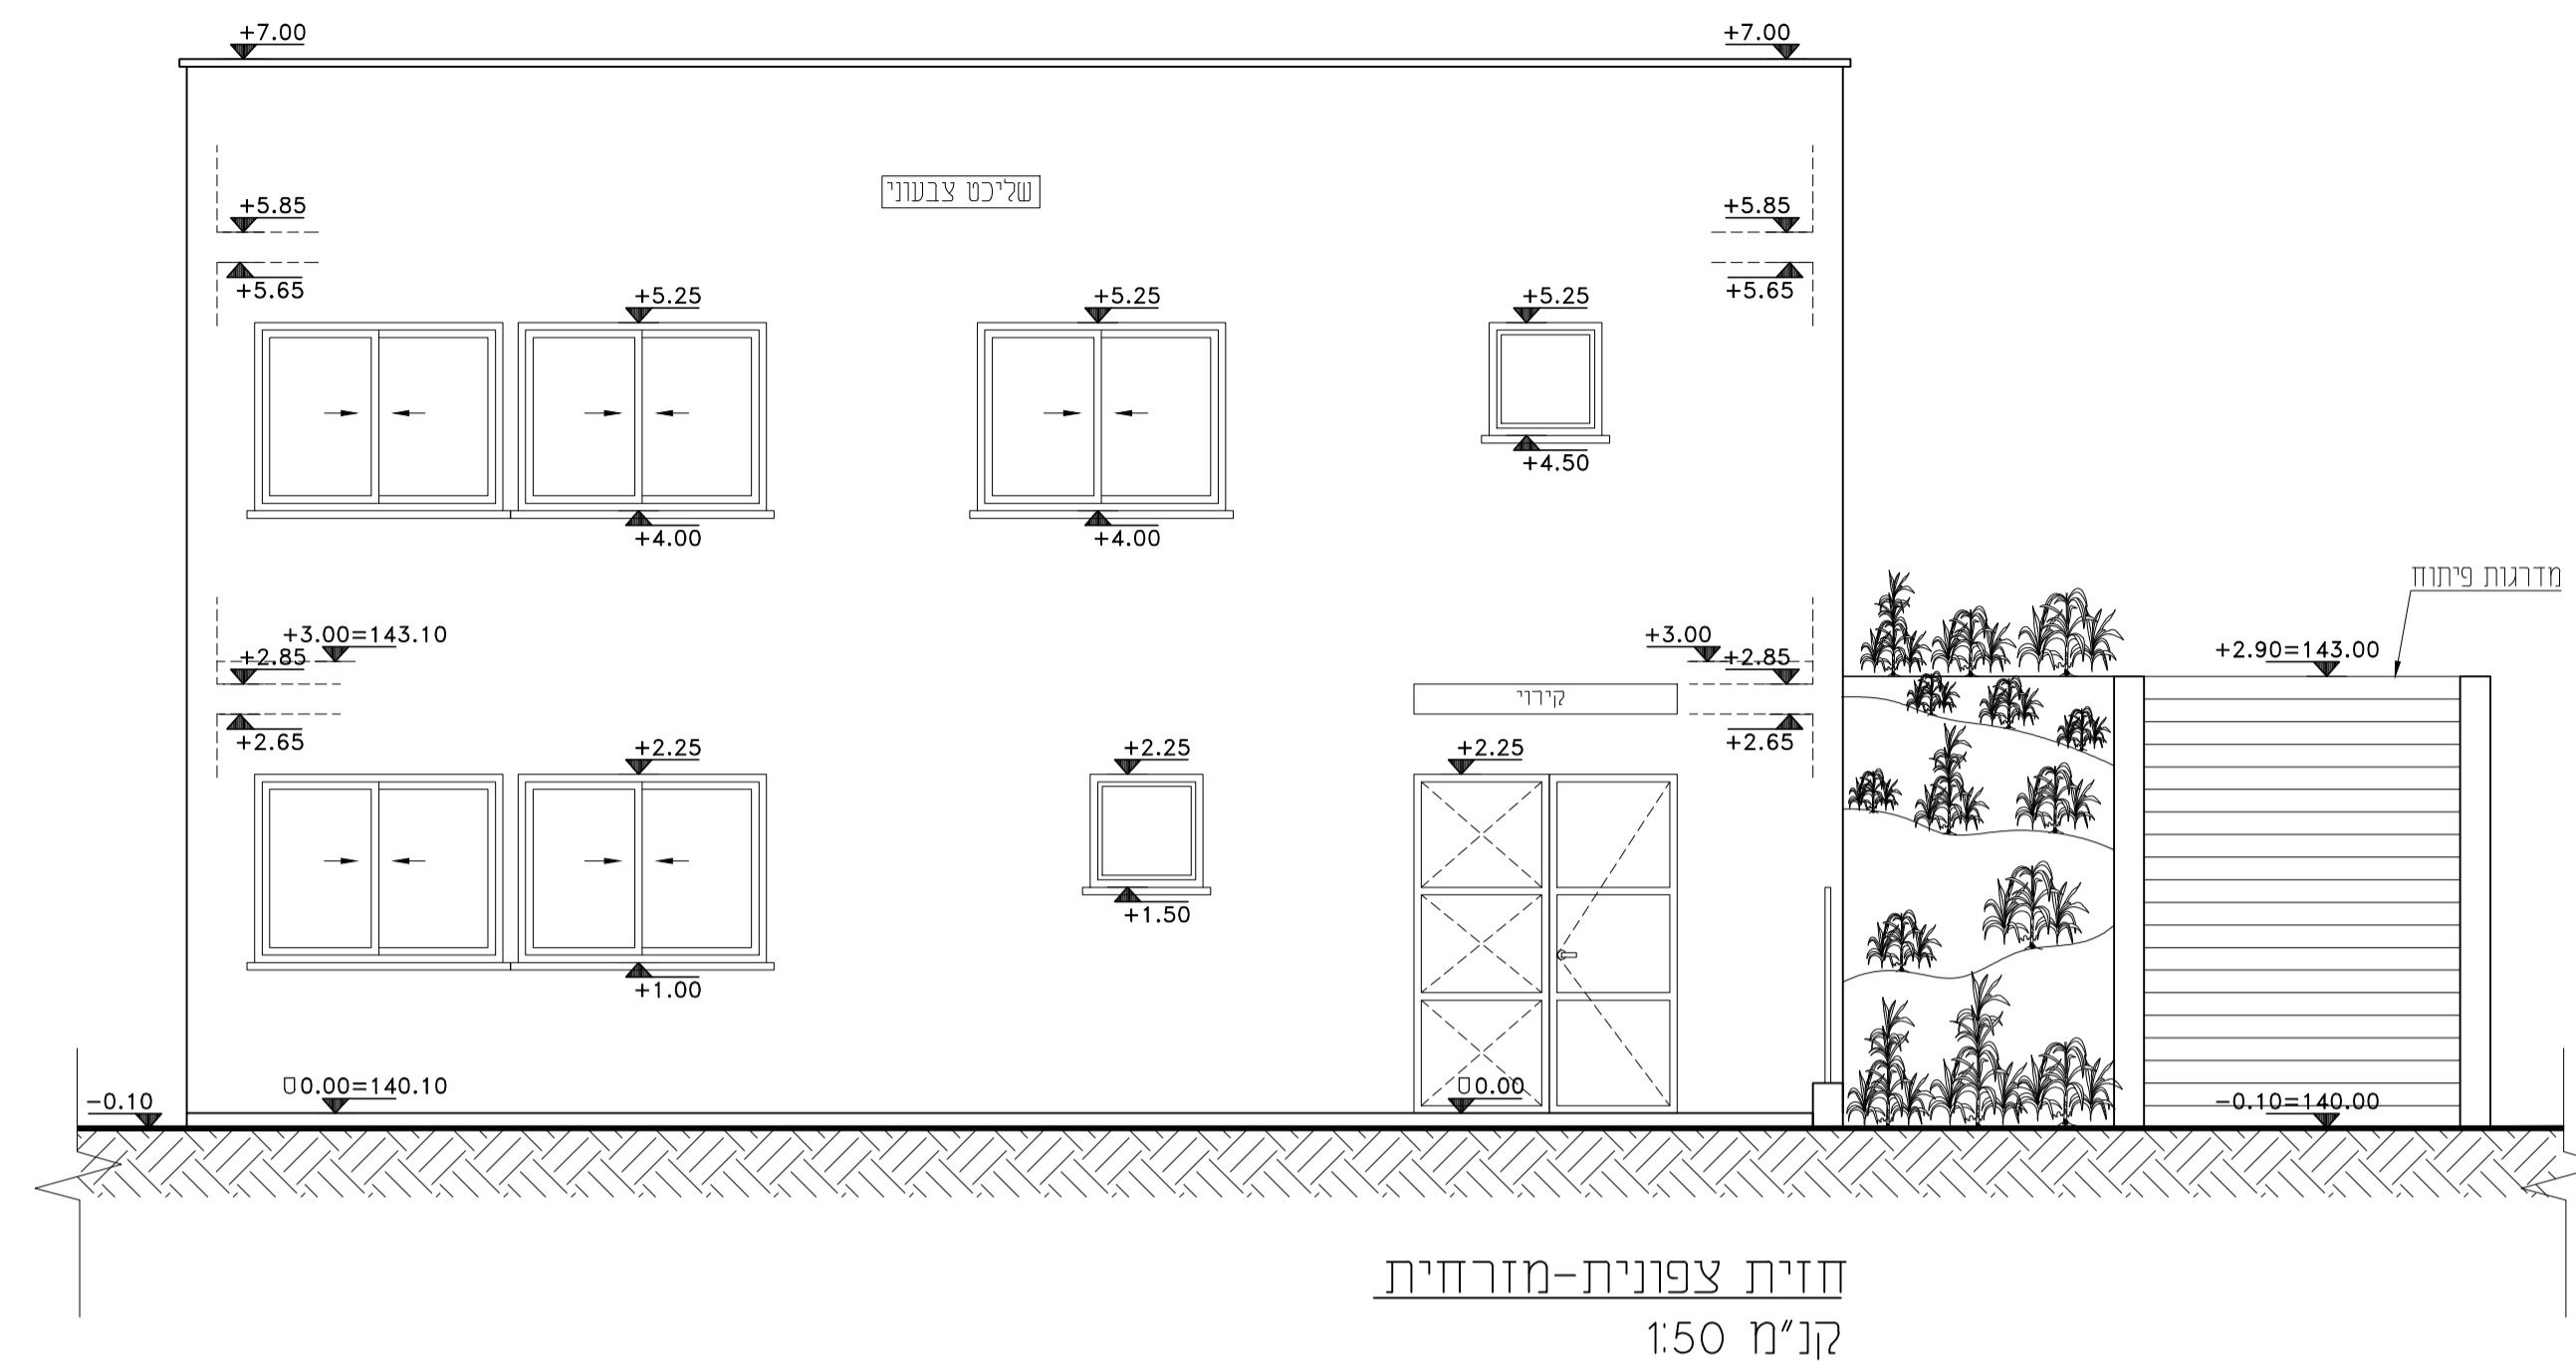 +7.00 +7.00
שליכט צבעוני
+5.85 +5.85
+5.65 +5.65
+5.25 +5.25 +5.25
+4.50
+4.00 +4.00
מדרגות פיתוח
+3.00=143.10 +3.00
+2.90=143.00
+2.85 +2.85
קירוי
+2.65 +2.65
+2.25 +2.25 +2.25
+1.50
+1.00
0.00=140.10 0.00
-0.10 -0.10=140.00
חזית צפונית-מזרחית
קנ"מ 1:50